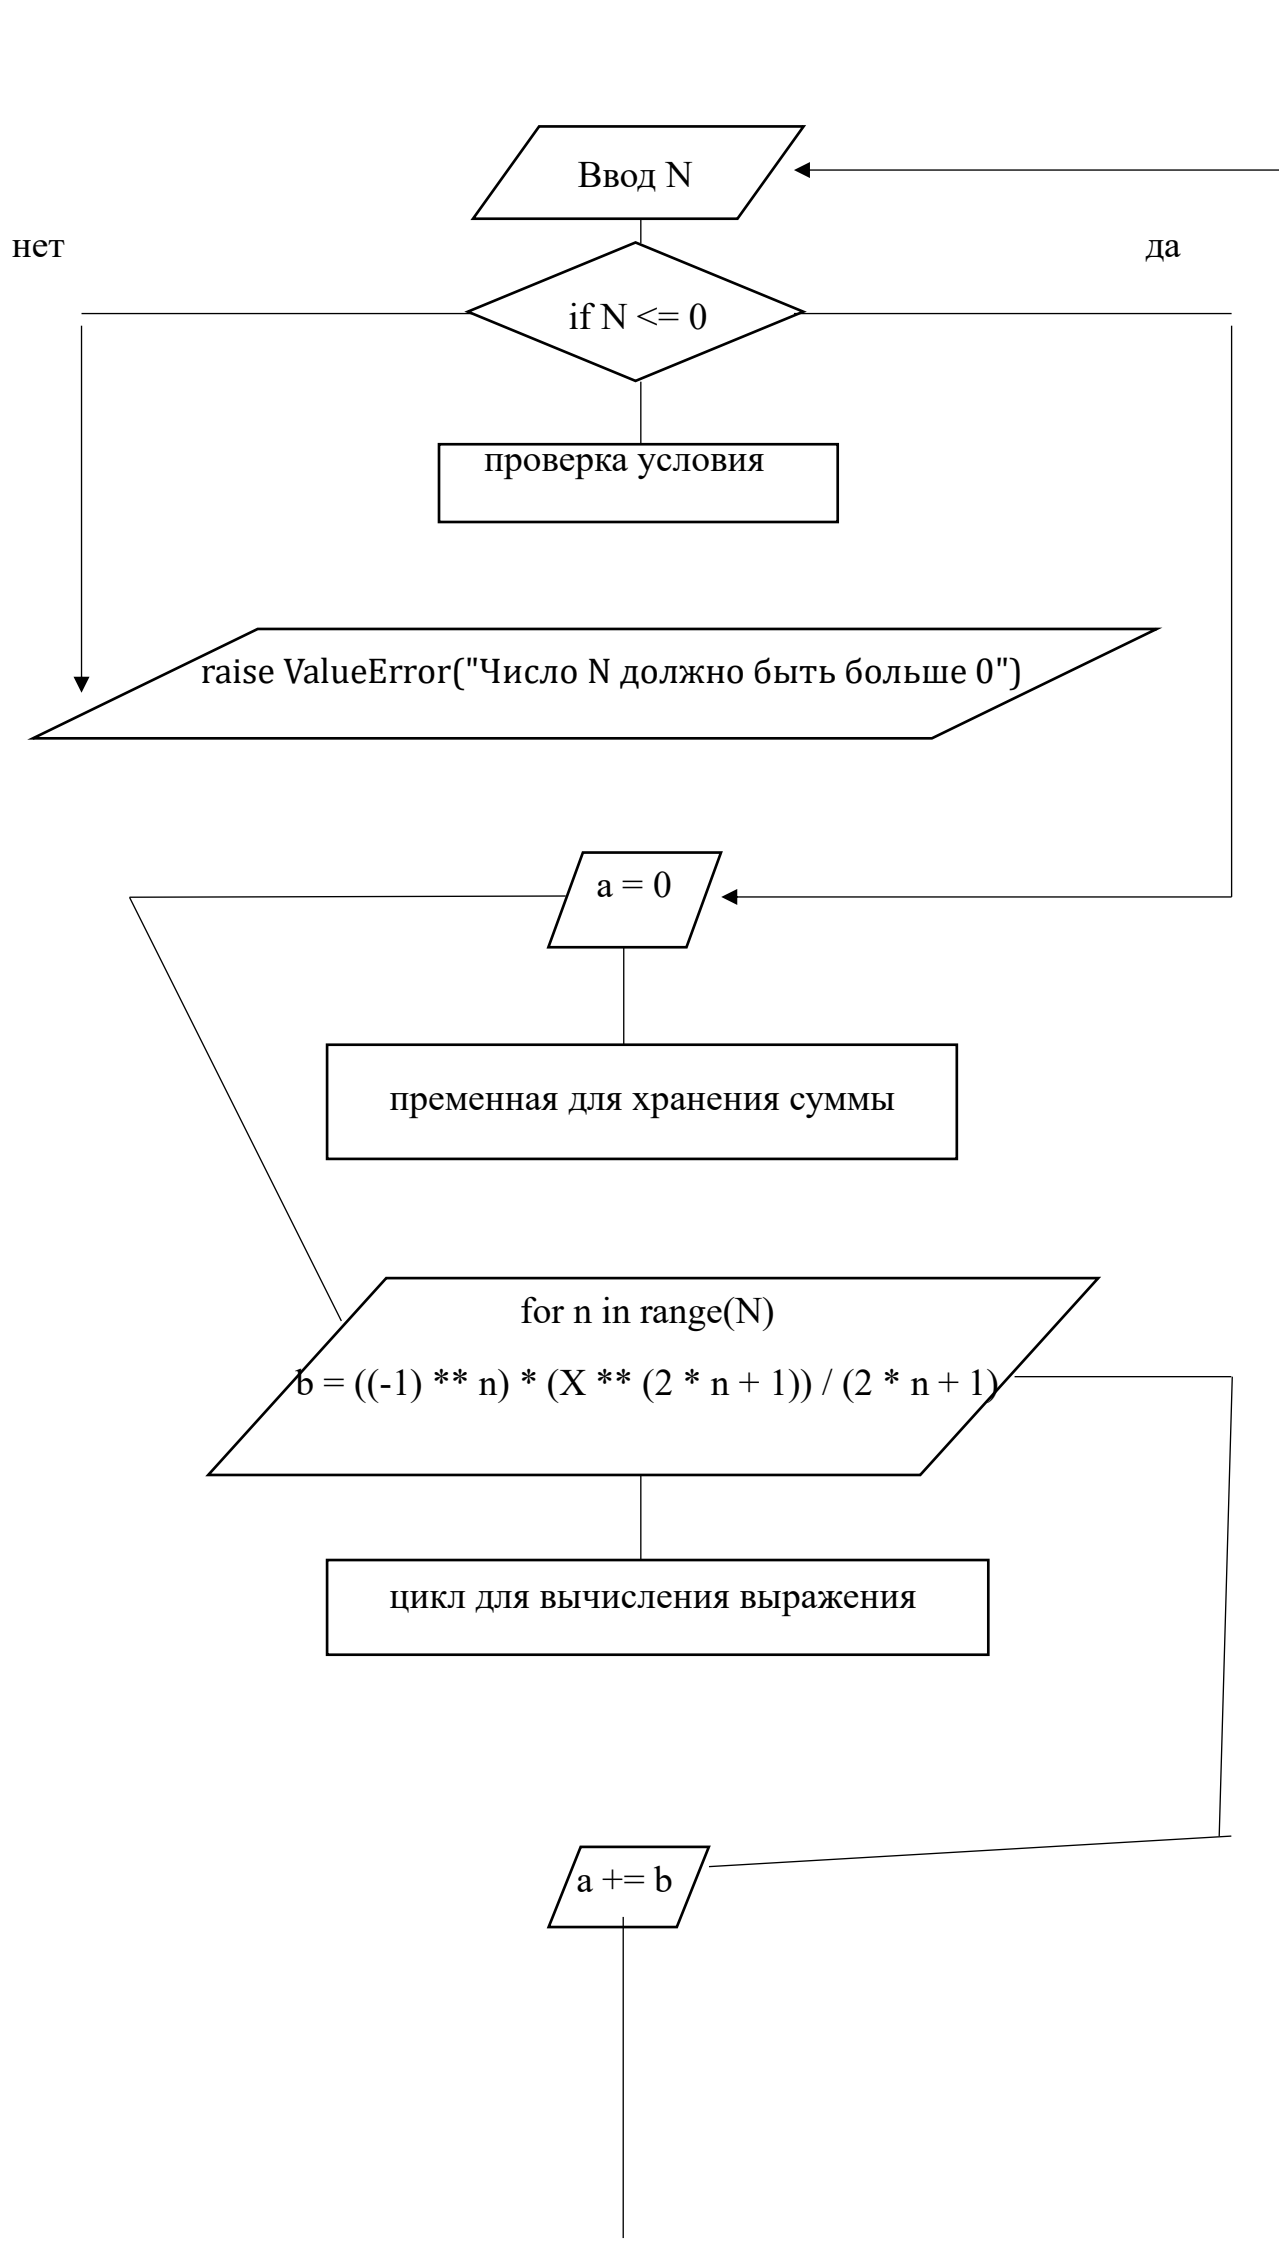 Ввод N
нет
да
if N <= 0
проверка условия
raise ValueError("Число N должно быть больше 0")
a = 0
пременная для хранения суммы
for n in range(N)
b = ((-1) ** n) * (X ** (2 * n + 1)) / (2 * n + 1)
цикл для вычисления выражения
a += b